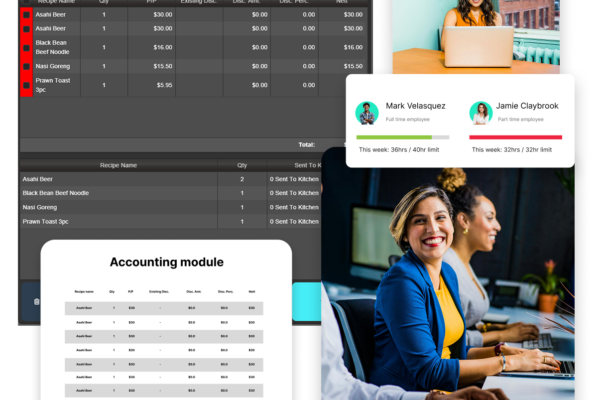 Recipe Name Qty P/P Existing Disc. Disc. Amt. Disc. Perc. Nett
Asahi Beer 1 $30.00 $0.00 0.00 $30.00
Asahi Beer 1 $30.00 $0.00 0.00 $30.00
Black Bean
Beef Noodle 1 $16.00 $0.00 0.00 $16.00
Nasi Goreng 1 $15.50 $0.00 0.00 $15.50
Prawn Toast
3pc 1 $5.95 $0.00 0.00
Total:
Mark Velasquez
Full time employee
This week: 36hrs / 40hr limit
Jamie Claybrook
Part time employee
This week: 32hrs / 32hr limit
Recipe Name Qty Sent To K
Asahi Beer 2 0 Sent To Kitchen
Black Bean Beef Noodle 1 0 Sent To Kitchen
Nasi Goreng 1 0 Sent To Kitchen
Prawn Toast 3pc 1 0 Sent To Kitchen
Accounting module
Recipe name Qty P/P Existing Disc. Disc. Amt. Disc. Perc. Nett
Asahi Beer 1 $30 - $0.0 $0.0 $30
Asahi Beer 1 $30 - $0.0 $0.0 $30
Asahi Beer 1 $30 - $0.0 $0.0 $30
Asahi Beer 1 $30 - $0.0 $0.0 $30
Asahi Beer 1 $30 - $0.0 $0.0 $30
Asahi Beer 1 $30 - $0.0 $0.0 $30
Asahi Beer 1 $30 - $0.0 $0.0 $30